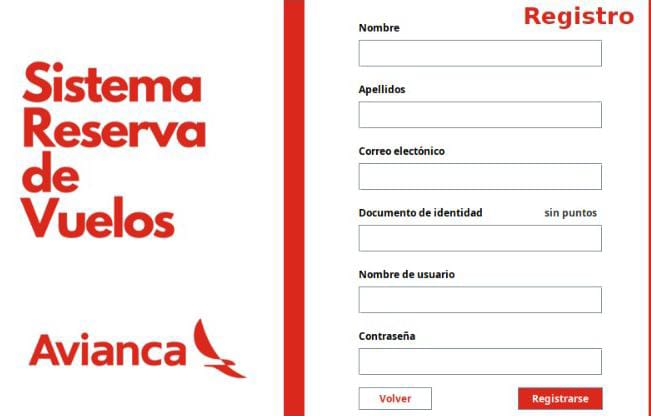 Sistema
Reserva
de
Vuelos
Avianca
Registro
Nombre
Apellidos
Correo electónico
Documento de identidad sin puntos
Nombre de usuario
Contraseña
Volver Registrarse